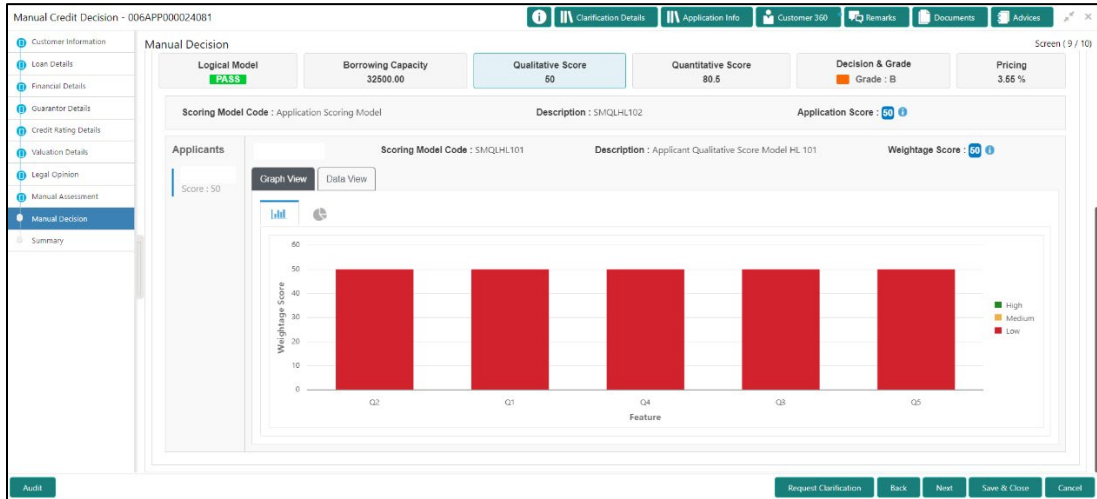 Manual Credit Decision - 006APP000024081
i Clarification Details Application Info Customer 360 Remarks Documents Advices
Customer Information
Loan Details
Financial Details
Guarantor Details
Credit Rating Details
Valuation Details
Legal Opinion
Manual Assessment
Manual Decision
Summary
Manual Decision Screen ( 9 / 10)
Logical Model Borrowing Capacity Qualitative Score Quantitative Score Decision & Grade Pricing
PASS 32500.00 50 80.5 Grade : B 3.55 %
Scoring Model Code : Application Scoring Model Description : SMQLHL102 Application Score : 50 i
Applicants Scoring Model Code : SMQLHL101 Description : Applicant Qualitative Score Model HL 101 Weightage Score : 50 i
Score : 50
Graph View Data View
60
50
40
30
20
10
0
Weightage Score
Q2 Q1 Q4 Q3 Q5
Feature
High
Medium
Low
Audit Request Clarification Back Next Save & Close Cancel